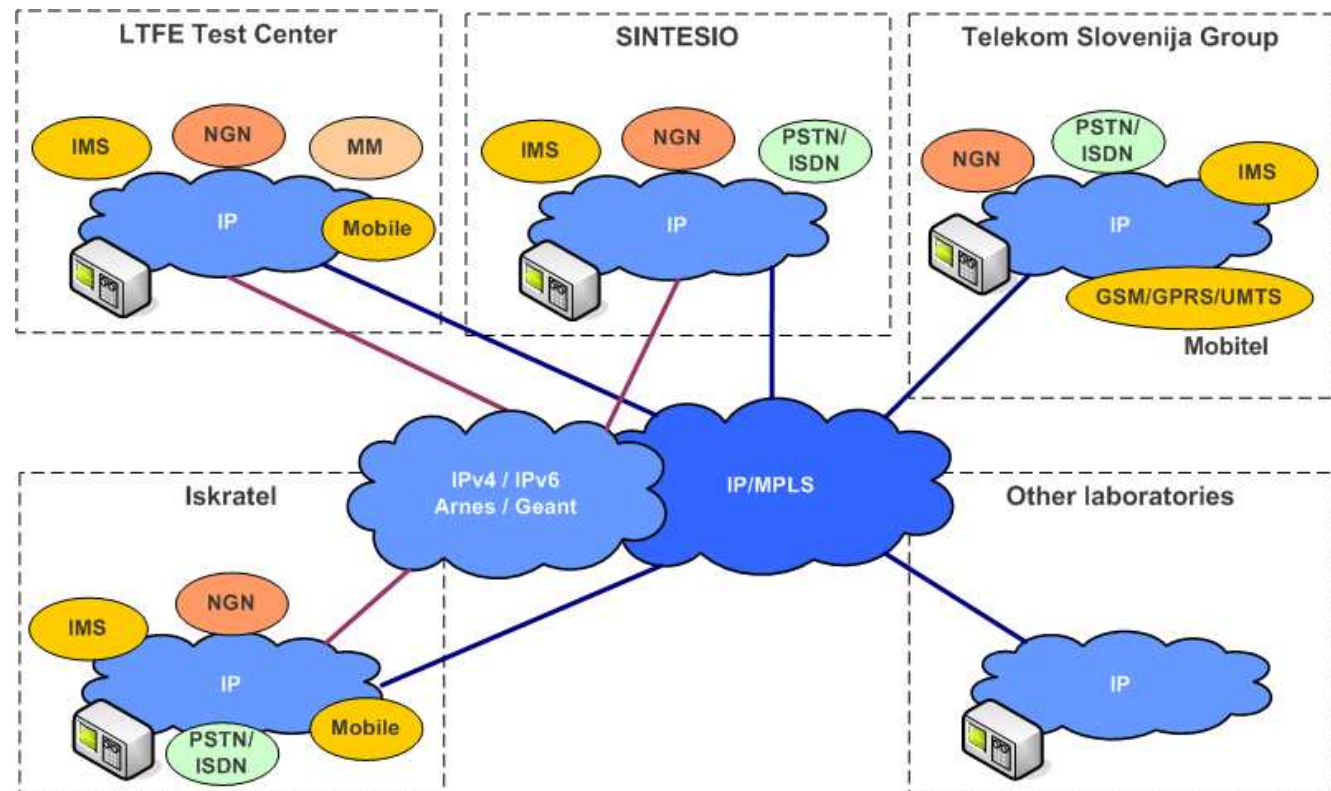 LTFE Test Center
IMS
NGN
MM
IP
Mobile
SINTESIO
IMS
NGN
PSTN/
ISDN
IP
Telekom Slovenija Group
NGN
PSTN/
ISDN
IMS
IP
GSM/GPRS/UMTS
Mobitel
IPv4 / IPv6
Arnes / Geant
IP/MPLS
Iskratel
IMS
NGN
IP
Mobile
PSTN/
ISDN
Other laboratories
IP